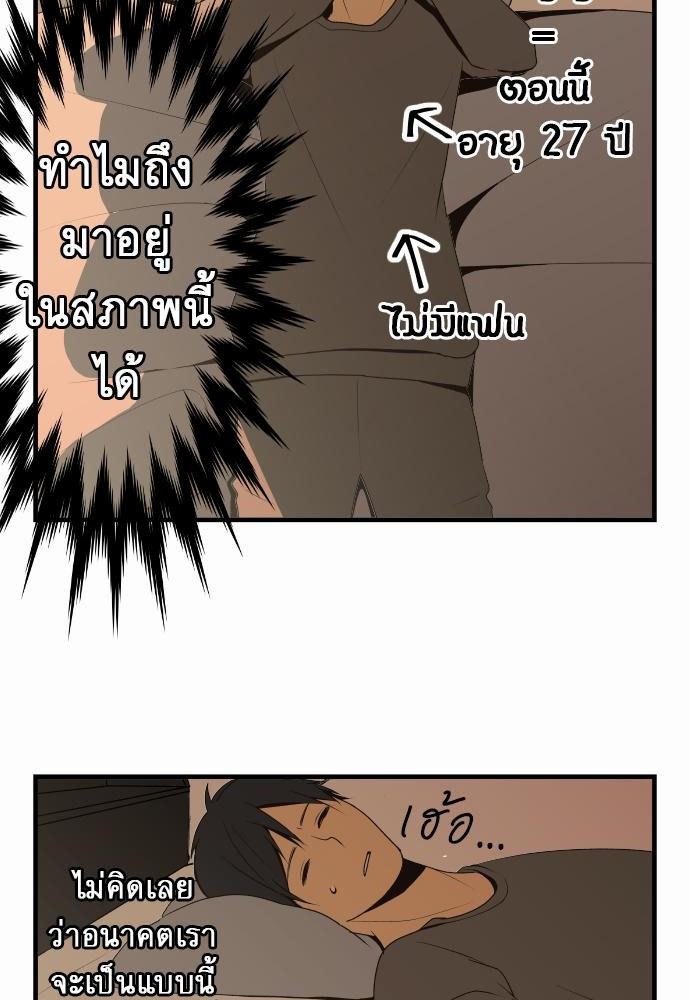 =
ตอนนี้
อายุ 27 ปี
ทำไมถึง
มาอยู่
ในสภาพนี้
ได้
ไม่มีแฟน
เฮ้อ...
ไม่คิดเลย
ว่าอนาคตเรา
จะเป็นแบบนี้